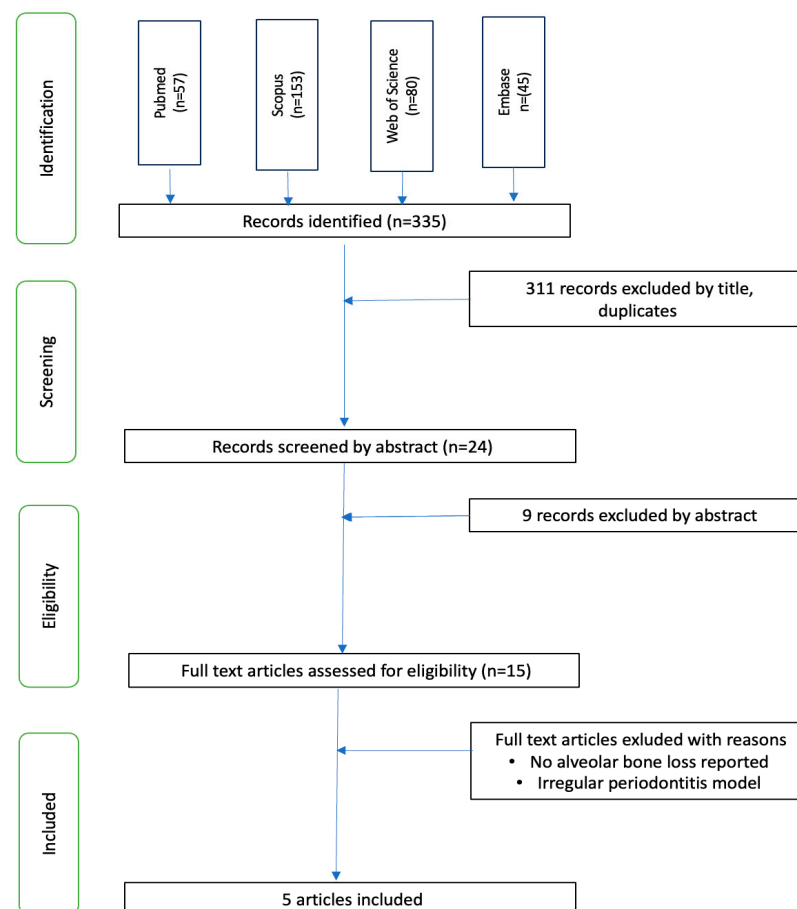 Identification
Pubmed
(n=57)
Scopus
(n=153)
Web of Science
(n=80)
Embase
n=(45)
Records identified (n=335)
311 records excluded by title,
duplicates
Screening
Records screened by abstract (n=24)
9 records excluded by abstract
Eligibility
Full text articles assessed for eligibility (n=15)
Full text articles exluded with reasons
• No alveolar bone loss reported
• Irregular periodontitis model
Included
5 articles included